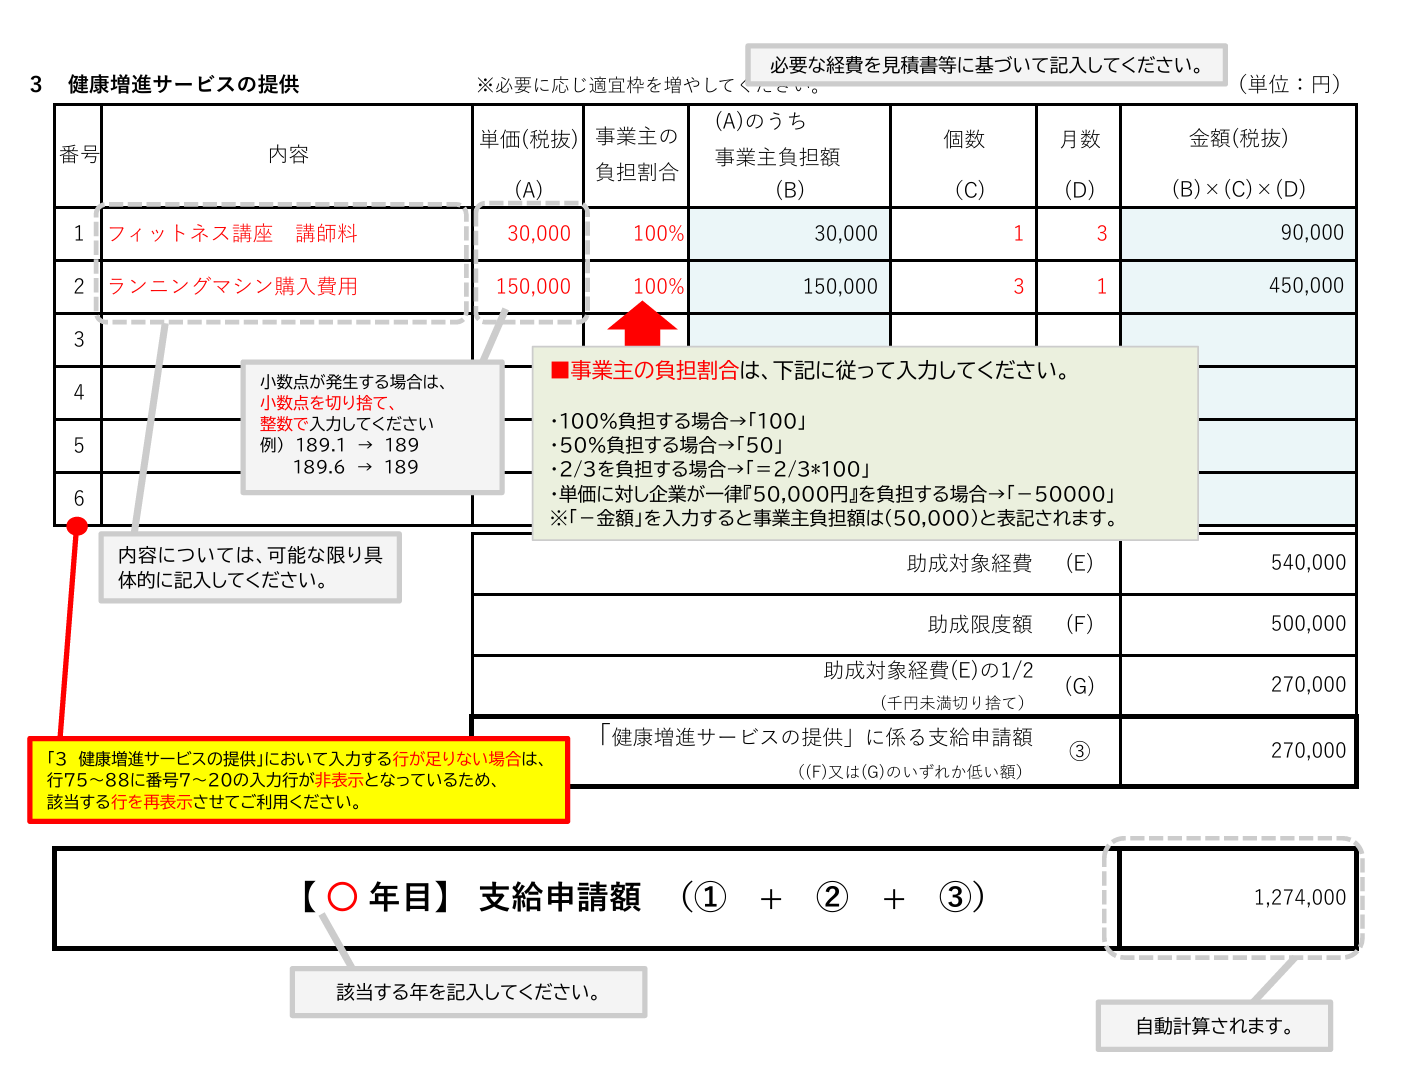 必要な経費を見積書等に基づいて記入してください。
3　健康増進サービスの提供
※必要に応じ適宜枠を増やしてください。
（単位：円）
番号
内容
単価(税抜)
(A)
事業主の
負担割合
(A)のうち
事業主負担額
(B)
個数
(C)
月数
(D)
金額(税抜)
(B)×(C)×(D)
1 フィットネス講座　講師料 30,000 100% 30,000 1 3 90,000
2 ランニングマシン購入費用 150,000 100% 150,000 3 1 450,000
3
4
5
6
小数点が発生する場合は、
小数点を切り捨て、
整数で入力してください
例）189.1 → 189
189.6 → 189
■事業主の負担割合は、下記に従って入力してください。
・100%負担する場合→「100」
・50%負担する場合→「50」
・2/3を負担する場合→「＝2/3*100」
・単価に対し企業が一律『50,000円』を負担する場合→「－50000」
※「－金額」を入力すると事業主負担額は(50,000)と表記されます。
内容については、可能な限り具
体的に記入してください。
助成対象経費 (E) 540,000
助成限度額 (F) 500,000
助成対象経費(E)の1/2
（千円未満切り捨て）
(G) 270,000
「健康増進サービスの提供」に係る支給申請額
((F)又は(G)のいずれか低い額)
③ 270,000
「3　健康増進サービスの提供」において入力する行が足りない場合は、
行75～88に番号7～20の入力行が非表示となっているため、
該当する行を再表示させてご利用ください。
【 ○ 年目】　支給申請額　（①　＋　②　＋　③） 1,274,000
該当する年を記入してください。
自動計算されます。